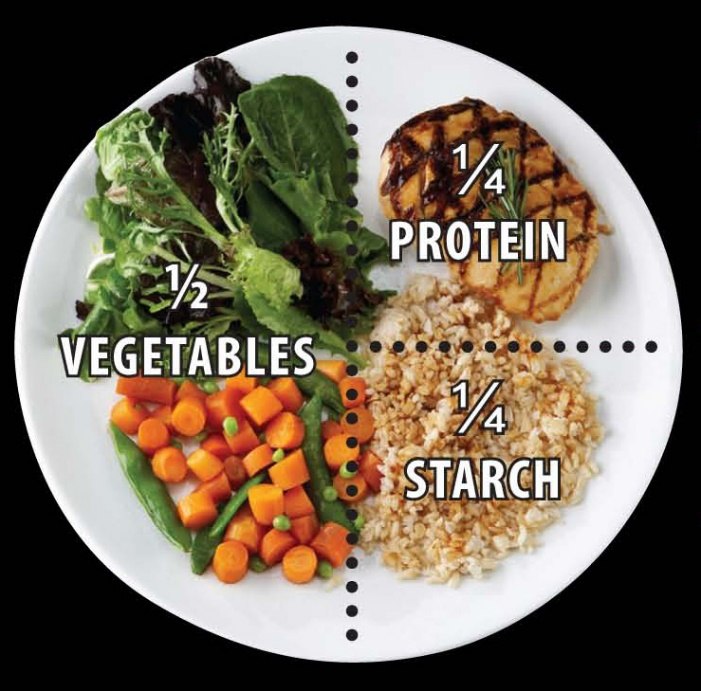 ½
VEGETABLES
¼
PROTEIN
¼
STARCH